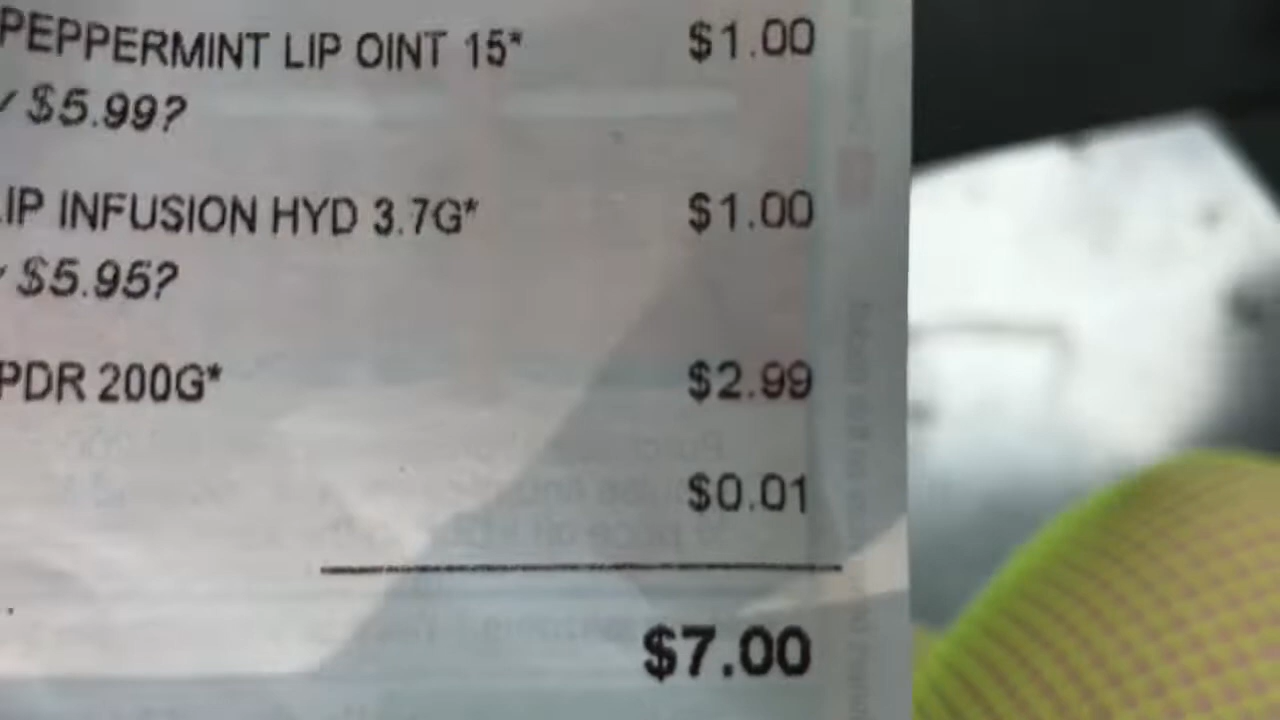 PEPPERMINT LIP OINT 15* $1.00
$5.99?
LIP INFUSION HYD 3.7G* $1.00
$5.95?
PDR 200G* $2.99
$0.01
$7.00